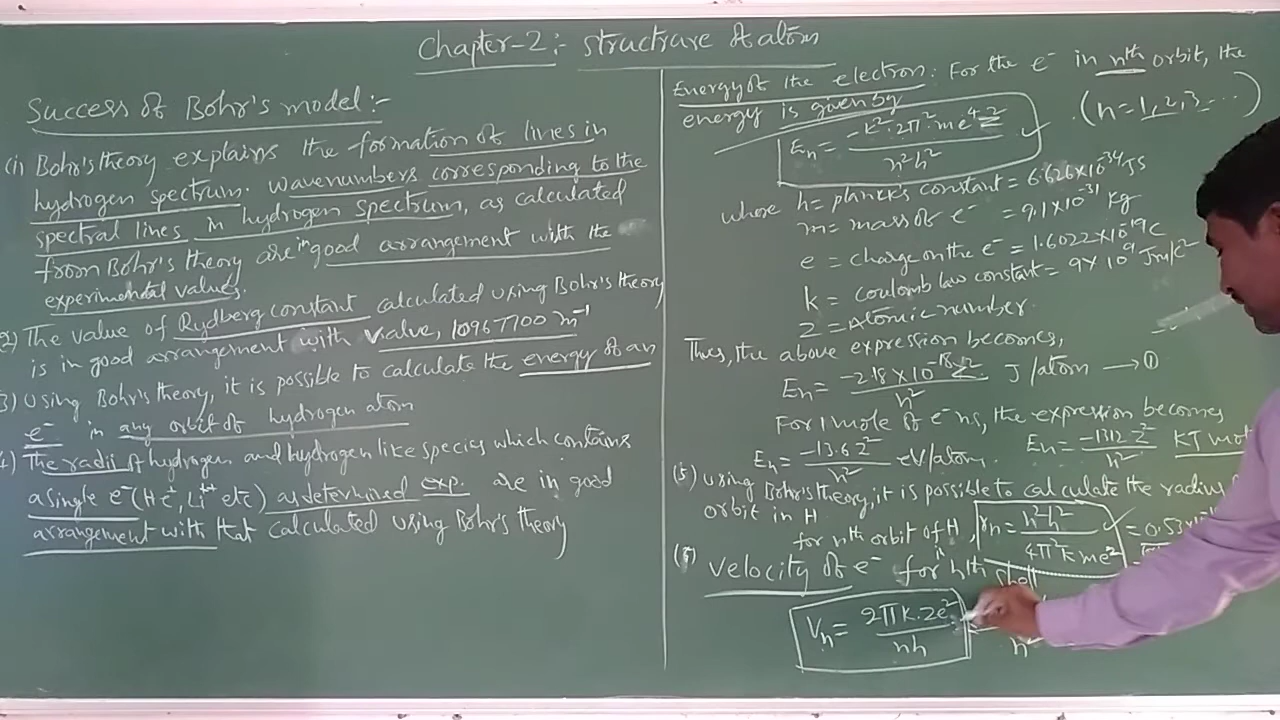 Chapter-2:- Structrure of atom
Success of Bohr's model:-
(1) Bohr's theory explains the formation of lines in
hydrogen spectrum. wavenumbers corresponding to the
spectral lines in hydrogen spectrum, as calculated
from Bohr's theory are in good arrangement with the
experimental values.
2) The value of Rydberg constant calculated using Bohr's theory
is in good arrangement with value, 10967700 m⁻¹
3) Using Bohr's theory, it is possible to calculate the energy of an
e⁻ in any orbit of hydrogen atom
4) The radii of hydrogen and hydrogen like species which contains
a single e⁻ (He⁺, Li⁺⁺ etc) as determined exp. are in good
arrangement with that calculated using Bohr's theory
Energy of the electron: For the e⁻ in nth orbit, the
energy is given by (n=1,2,3....)
En = -k²·2π²me⁴z² / n²h²
where h = planck's constant = 6.626×10⁻³⁴ JS
m = mass of e⁻ = 9.1×10⁻³¹ kg
e = charge on the e⁻ = 1.6022×10⁻¹⁹C
k = coulomb law constant = 9×10⁹ Jm/c²
Z = Atomic number.
Thus, the above expression becomes,
En = -2.18×10⁻¹⁸ Z² / n² J/atom → ①
For 1 mole of e⁻ns, the expression becomes
En = -13.6 Z² / n² eV/atom. En = -1312 Z² / n² KJ mol
(5) using Bohr's theory, it is possible to calculate the radius
orbit in H
for nth orbit of H, rn = n²h² / 4π²kme² = 0.53×
(6) Velocity of e⁻ for in nth shell
Vn = 2πk·Ze² / nh